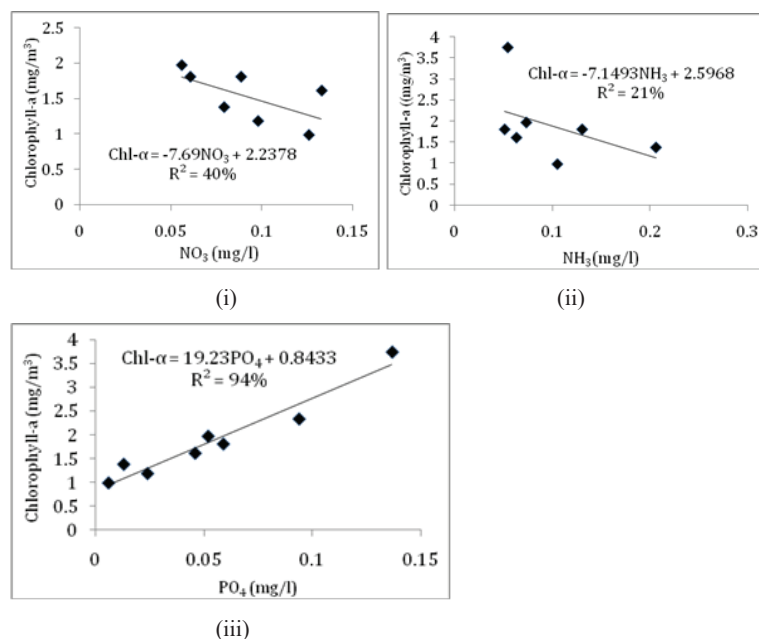 2.5
2
1.5
1
0.5
0
Chlorophyll-a (mg/m³)
Chl-α = -7.69NO₃ + 2.2378
R² = 40%
0 0.05 0.1 0.15
NO₃ (mg/l)
(i)
4
3.5
3
2.5
2
1.5
1
0.5
0
Chlorophyll-a ((mg/m³)
Chl-α= -7.1493NH₃ + 2.5968
R² = 21%
0 0.1 0.2 0.3
NH₃(mg/l)
(ii)
4
3.5
3
2.5
2
1.5
1
0.5
0
Chlorophyll-a (mg/m³)
Chl-α = 19.23PO₄ + 0.8433
R² = 94%
0 0.05 0.1 0.15
PO₄ (mg/l)
(iii)